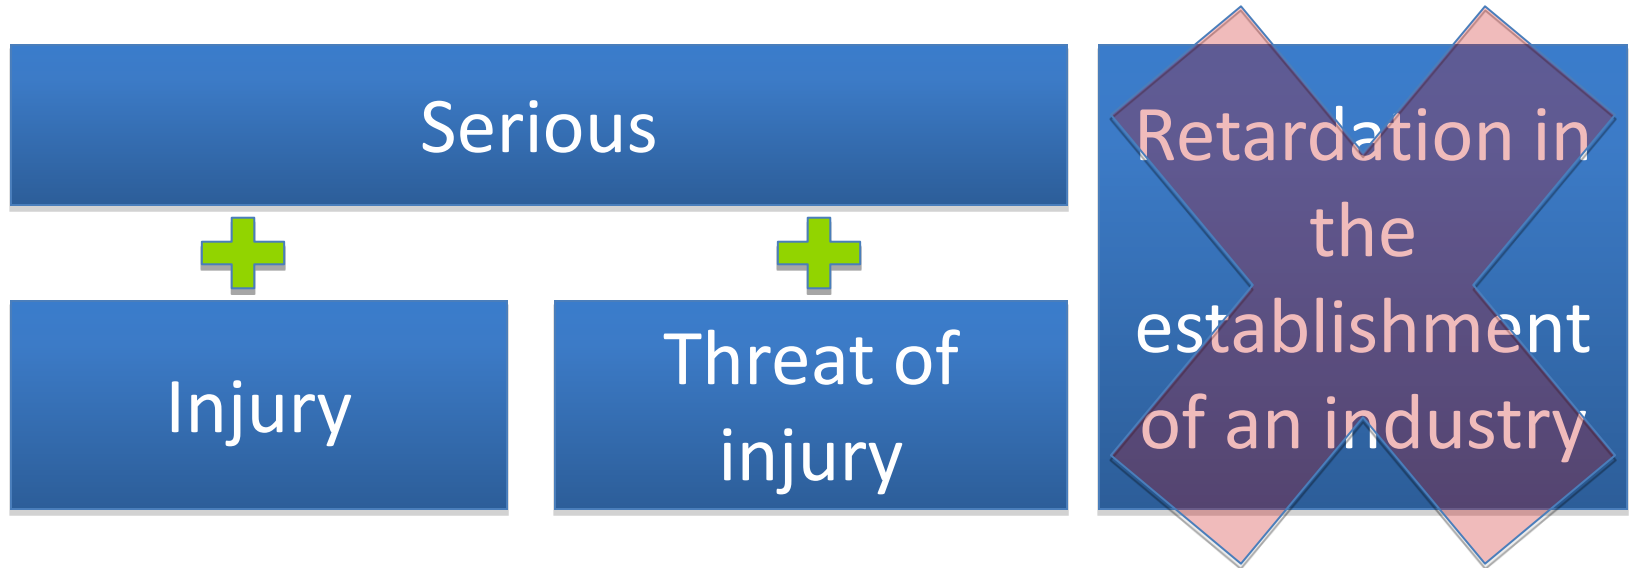 Serious
Injury
Threat of
injury
Retardation in
the
establishment
of an industry